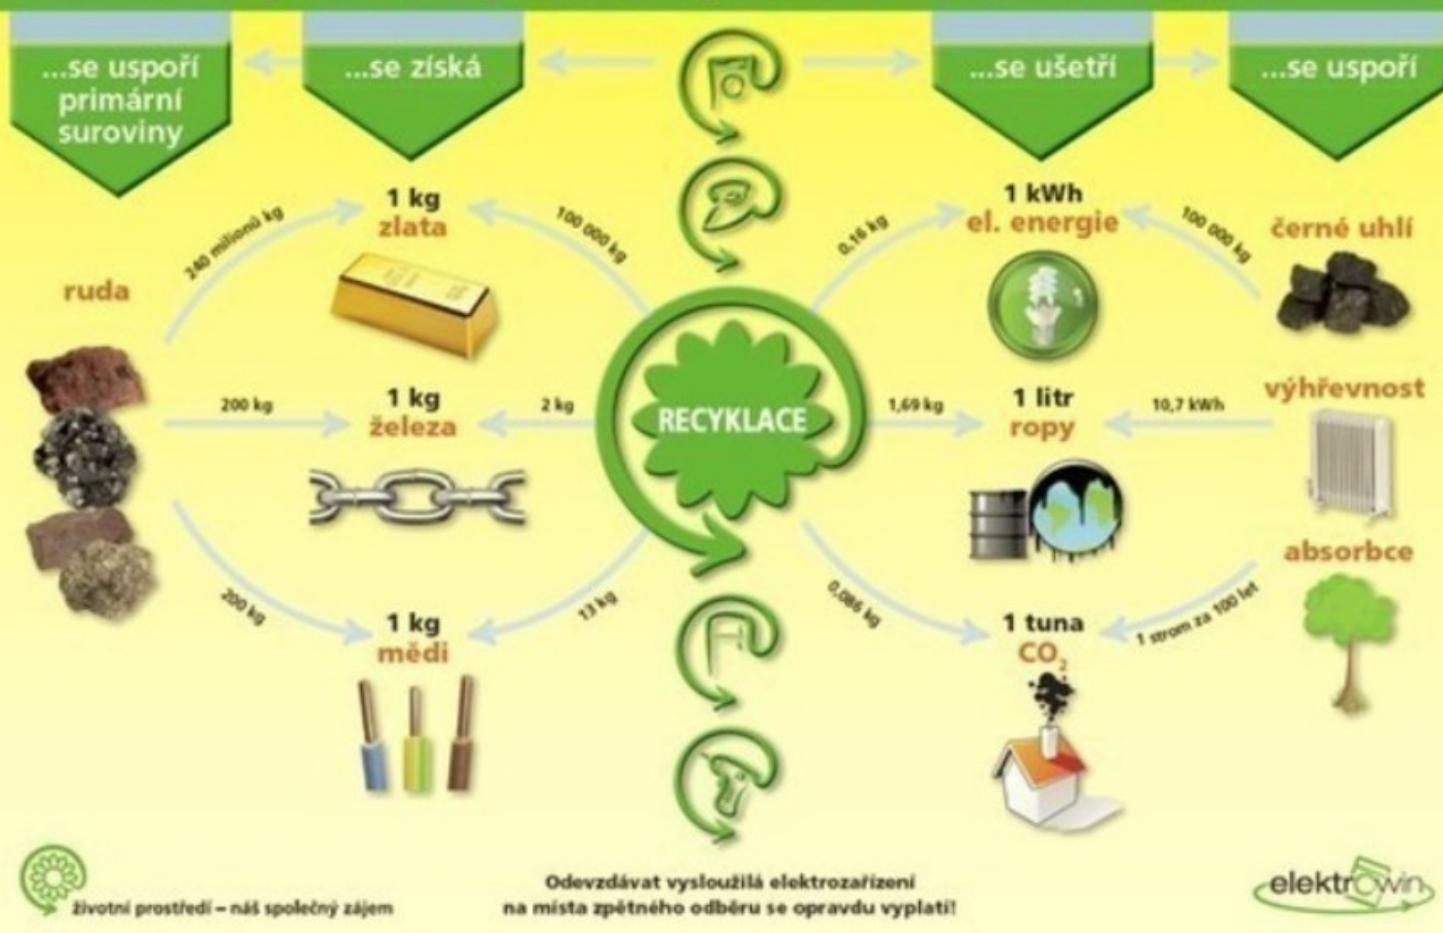 ...se uspoří
primární
suroviny
...se získá
...se ušetří
...se uspoří
1 kg
zlata
240 milionů kg
100 000 kg
1 kWh
el. energie
0,16 kg
100 000 kg
černé uhlí
ruda
200 kg
1 kg
železa
2 kg
RECYKLACE
1,69 kg
1 litr
ropy
10,7 kWh
výhřevnost
absorbce
200 kg
1 kg
mědi
13 kg
0,086 kg
1 tuna
CO₂
1 strom za 100 let
životní prostředí – náš společný zájem
Odevzdávat vysloužilá elektrozařízení
na místa zpětného odběru se opravdu vyplatí!
elektrowin